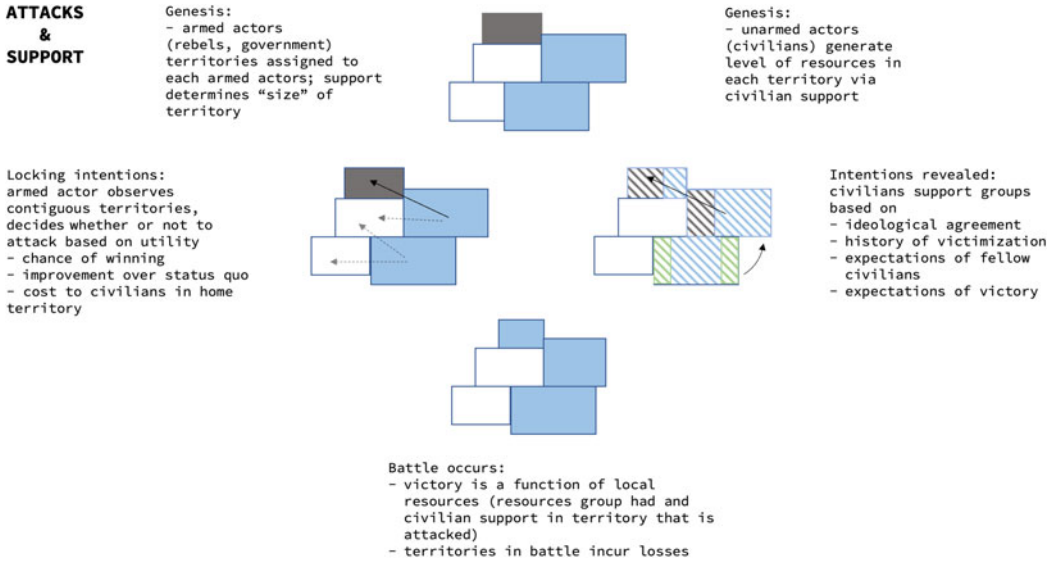 ATTACKS
&
SUPPORT
Genesis:
- armed actors
(rebels, government)
territories assigned to
each armed actors; support
determines “size” of
territory
Genesis:
- unarmed actors
(civilians) generate
level of resources in
each territory via
civilian support
Locking intentions:
armed actor observes
contiguous territories,
decides whether or not to
attack based on utility
- chance of winning
- improvement over status quo
- cost to civilians in home
territory
Intentions revealed:
civilians support groups
based on
- ideological agreement
- history of victimization
- expectations of fellow
civilians
- expectations of victory
Battle occurs:
- victory is a function of local
resources (resources group had and
civilian support in territory that is
attacked)
- territories in battle incur losses